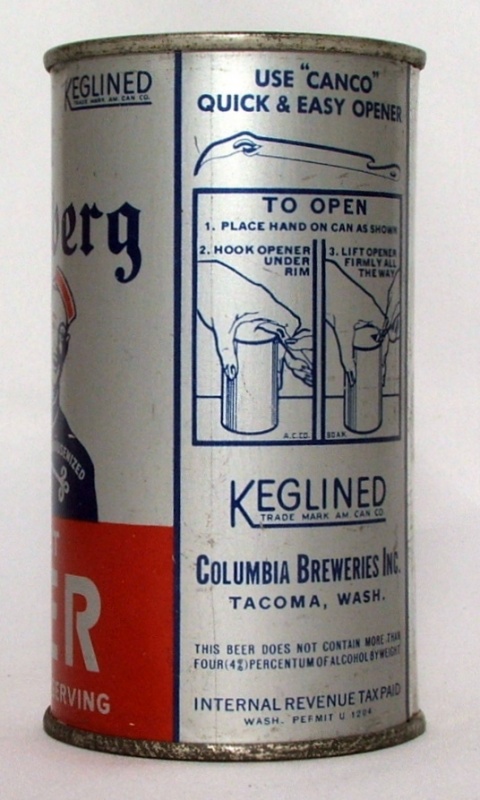 KEGLINED
TRADE MARK AM CAN CO.
erg
ER
ERVING
USE "CANCO"
QUICK & EASY OPENER
TO OPEN
1. PLACE HAND ON CAN AS SHOWN
2. HOOK OPENER
UNDER
RIM
3. LIFT OPENER
FIRMLY ALL
THE WAY
A.C.CO.
KEGLINED
TRADE MARK AM CAN CO
COLUMBIA BREWERIES INC.
TACOMA, WASH.
THIS BEER DOES NOT CONTAIN MORE THAN
FOUR (4%) PERCENTUM OF ALCOHOL BY WEIGHT
INTERNAL REVENUE TAX PAID
WASH. PERMIT U 1224